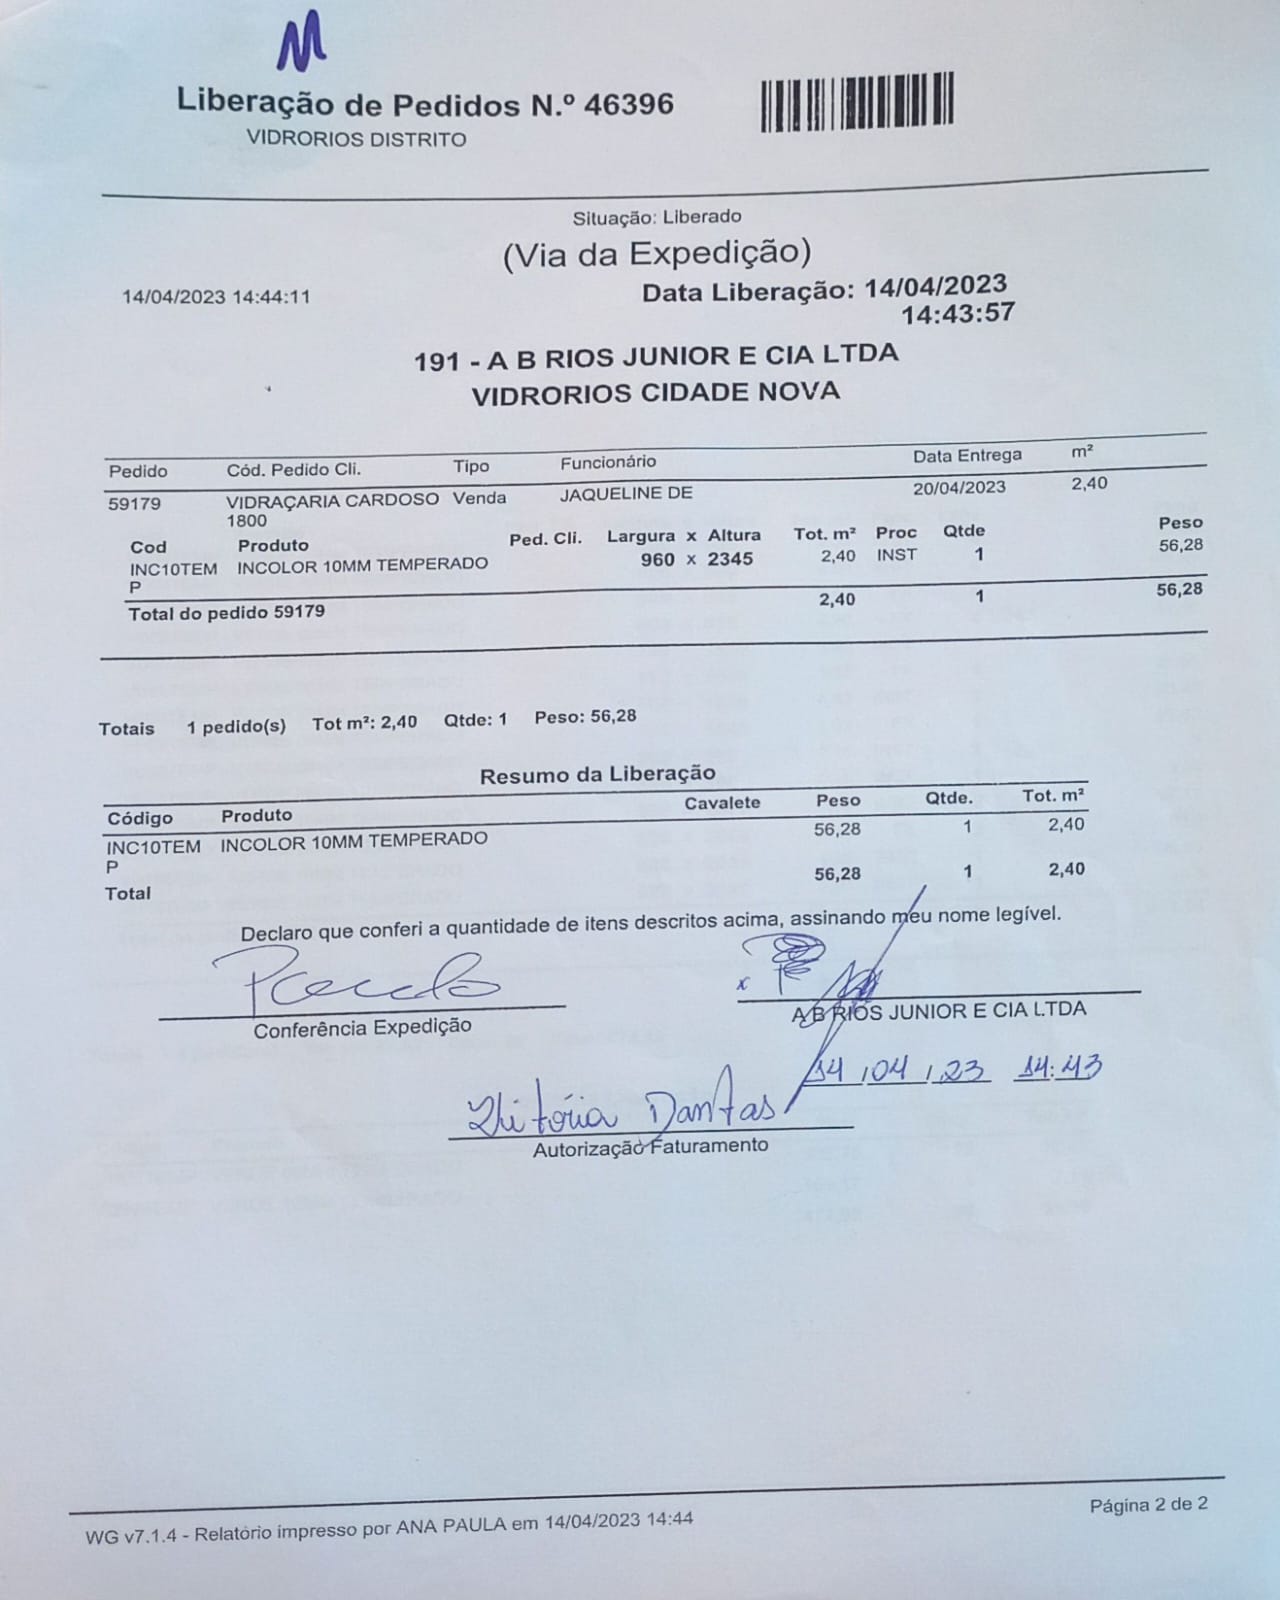 M
Liberação de Pedidos N.º 46396
VIDRORIOS DISTRITO
Situação: Liberado
(Via da Expedição)
14/04/2023 14:44:11
Data Liberação: 14/04/2023
14:43:57
191 - A B RIOS JUNIOR E CIA LTDA
VIDRORIOS CIDADE NOVA
Pedido Cód. Pedido Cli. Tipo Funcionário Data Entrega m²
59179 VIDRAÇARIA CARDOSO Venda JAQUELINE DE 20/04/2023 2,40
1800
Cod Produto Ped. Cli. Largura x Altura Tot. m² Proc Qtde Peso
INC10TEM INCOLOR 10MM TEMPERADO 960 x 2345 2,40 INST 1 56,28
P
Total do pedido 59179 2,40 1 56,28
Totais 1 pedido(s) Tot m²: 2,40 Qtde: 1 Peso: 56,28
Resumo da Liberação
Código Produto Cavalete Peso Qtde. Tot. m²
INC10TEM INCOLOR 10MM TEMPERADO 56,28 1 2,40
P
Total 56,28 1 2,40
Declaro que conferi a quantidade de itens descritos acima, assinando meu nome legível.
x
Conferência Expedição
A B RIOS JUNIOR E CIA LTDA
14/04/23 14:43
Vitória Dantas
Autorização Faturamento
WG v7.1.4 - Relatório impresso por ANA PAULA em 14/04/2023 14:44
Página 2 de 2